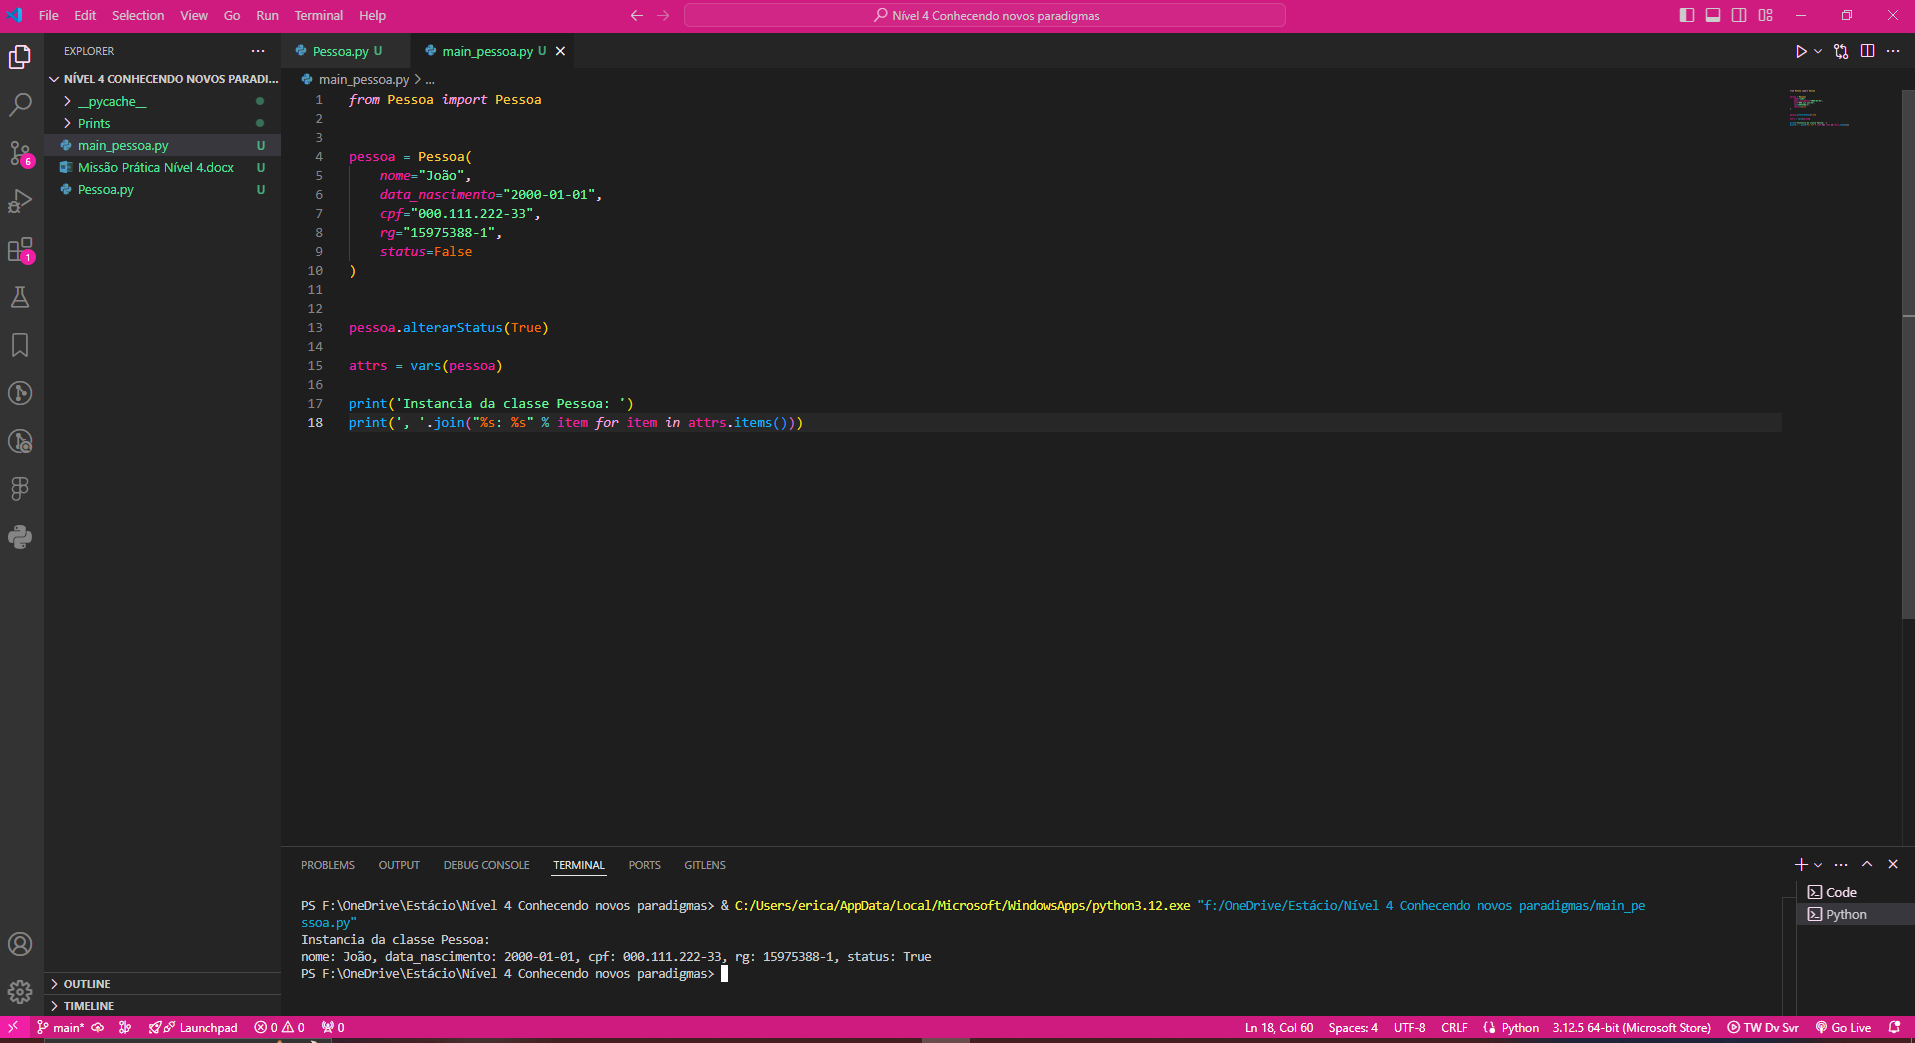 File Edit Selection View Go Run Terminal Help
Nível 4 Conhecendo novos paradigmas
EXPLORER
NÍVEL 4 CONHECENDO NOVOS PARADI...
__pycache__
Prints
main_pessoa.py U
Missão Prática Nível 4.docx U
Pessoa.py U
6
1
OUTLINE
TIMELINE
Pessoa.py U
main_pessoa.py U
main_pessoa.py > ...
1 from Pessoa import Pessoa
2
3
4 pessoa = Pessoa(
5 nome="João",
6 data_nascimento="2000-01-01",
7 cpf="000.111.222-33",
8 rg="15975388-1",
9 status=False
10 )
11
12
13 pessoa.alterarStatus(True)
14
15 attrs = vars(pessoa)
16
17 print('Instancia da classe Pessoa: ')
18 print(', '.join("%s: %s" % item for item in attrs.items()))
PROBLEMS OUTPUT DEBUG CONSOLE TERMINAL PORTS GITLENS
PS F:\OneDrive\Estácio\Nível 4 Conhecendo novos paradigmas> & C:/Users/erica/AppData/Local/Microsoft/WindowsApps/python3.12.exe "f:/OneDrive/Estácio/Nível 4 Conhecendo novos paradigmas/main_pe
ssoa.py"
Instancia da classe Pessoa:
nome: João, data_nascimento: 2000-01-01, cpf: 000.111.222-33, rg: 15975388-1, status: True
PS F:\OneDrive\Estácio\Nível 4 Conhecendo novos paradigmas>
Code
Python
main* Launchpad 0 0 0 Ln 18, Col 60 Spaces: 4 UTF-8 CRLF Python 3.12.5 64-bit (Microsoft Store) TW Dv Svr Go Live